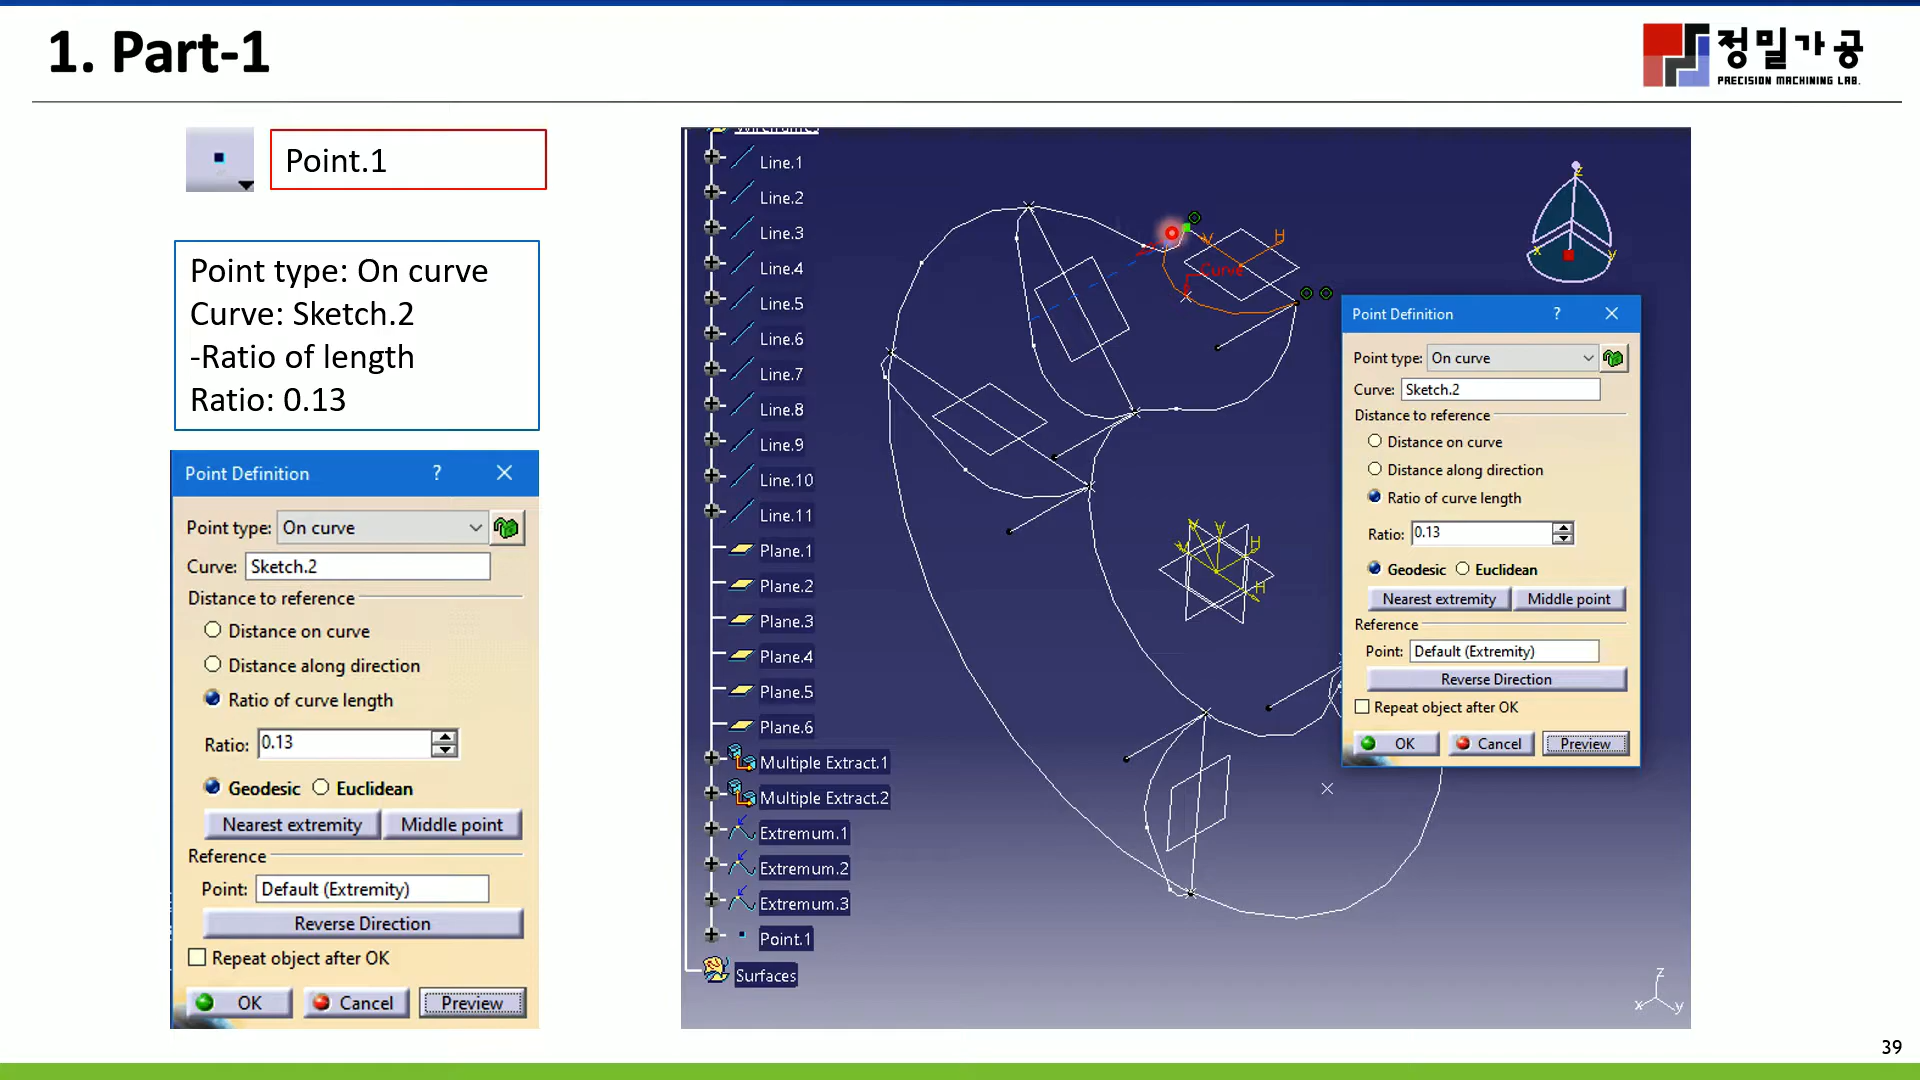 1. Part-1
정밀가공
PRECISION MACHINING LAB.
Point.1
Point type: On curve
Curve: Sketch.2
-Ratio of length
Ratio: 0.13
Point Definition ?
Point type: On curve
Curve: Sketch.2
Distance to reference
Distance on curve
Distance along direction
Ratio of curve length
Ratio: 0.13
Geodesic Euclidean
Nearest extremity Middle point
Reference
Point: Default (Extremity)
Reverse Direction
Repeat object after OK
OK Cancel Preview
Line.1
Line.2
Line.3
Line.4
Line.5
Line.6
Line.7
Line.8
Line.9
Line.10
Line.11
Plane.1
Plane.2
Plane.3
Plane.4
Plane.5
Plane.6
Multiple Extract.1
Multiple Extract.2
Extremum.1
Extremum.2
Extremum.3
Point.1
Surfaces
V H
Curve
V Y
V H
H
z
x y
Point Definition ?
Point type: On curve
Curve: Sketch.2
Distance to reference
Distance on curve
Distance along direction
Ratio of curve length
Ratio: 0.13
Geodesic Euclidean
Nearest extremity Middle point
Reference
Point: Default (Extremity)
Reverse Direction
Repeat object after OK
OK Cancel Preview
z
x y
39